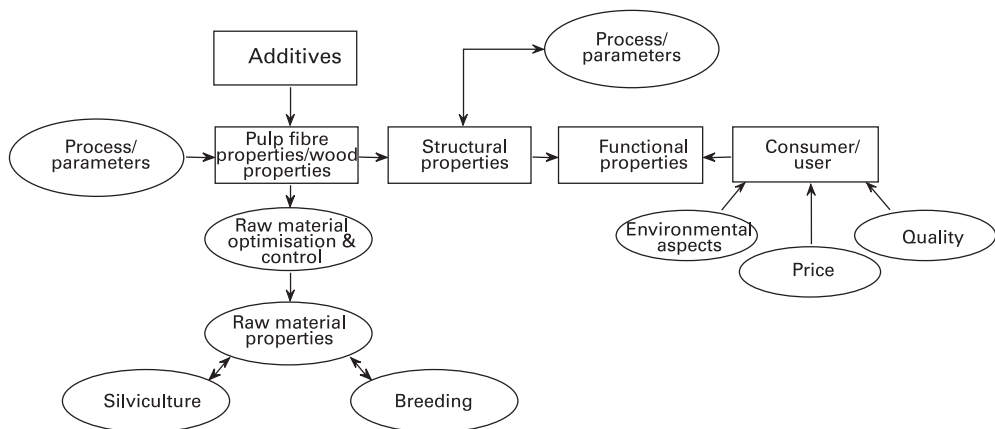 Additives
Process/
parameters
Process/
parameters
Pulp fibre
properties/wood
properties
Structural
properties
Functional
properties
Consumer/
user
Raw material
optimisation &
control
Environmental
aspects
Price
Quality
Raw material
properties
Silviculture
Breeding